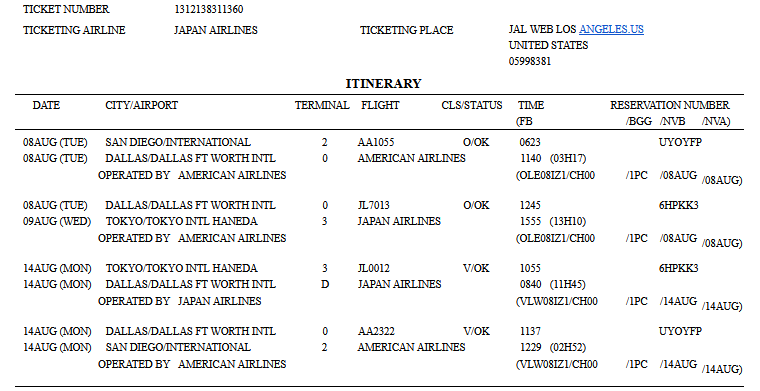 TICKET NUMBER 1312138311360
TICKETING AIRLINE JAPAN AIRLINES TICKETING PLACE JAL WEB LOS ANGELES.US
UNITED STATES
05998381
ITINERARY
DATE CITY/AIRPORT TERMINAL FLIGHT CLS/STATUS TIME RESERVATION NUMBER
(FB /BGG /NVB /NVA)
08AUG (TUE) SAN DIEGO/INTERNATIONAL 2 AA1055 O/OK 0623 UYOYFP
08AUG (TUE) DALLAS/DALLAS FT WORTH INTL 0 AMERICAN AIRLINES 1140 (03H17)
OPERATED BY AMERICAN AIRLINES (OLE08IZ1/CH00 /1PC /08AUG /08AUG)
08AUG (TUE) DALLAS/DALLAS FT WORTH INTL 0 JL7013 O/OK 1245 6HPKK3
09AUG (WED) TOKYO/TOKYO INTL HANEDA 3 JAPAN AIRLINES 1555 (13H10)
OPERATED BY AMERICAN AIRLINES (OLE08IZ1/CH00 /1PC /08AUG /08AUG)
14AUG (MON) TOKYO/TOKYO INTL HANEDA 3 JL0012 V/OK 1055 6HPKK3
14AUG (MON) DALLAS/DALLAS FT WORTH INTL D JAPAN AIRLINES 0840 (11H45)
OPERATED BY JAPAN AIRLINES (VLW08IZ1/CH00 /1PC /14AUG /14AUG)
14AUG (MON) DALLAS/DALLAS FT WORTH INTL 0 AA2322 V/OK 1137 UYOYFP
14AUG (MON) SAN DIEGO/INTERNATIONAL 2 AMERICAN AIRLINES 1229 (02H52)
OPERATED BY AMERICAN AIRLINES (VLW08IZ1/CH00 /1PC /14AUG /14AUG)